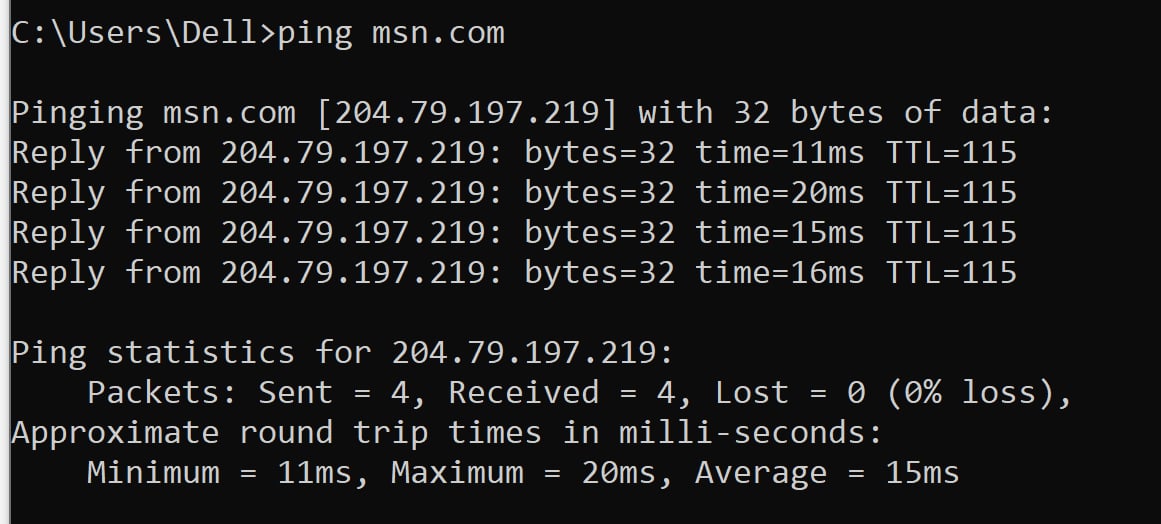 C:\Users\Dell>ping msn.com
Pinging msn.com [204.79.197.219] with 32 bytes of data:
Reply from 204.79.197.219: bytes=32 time=11ms TTL=115
Reply from 204.79.197.219: bytes=32 time=20ms TTL=115
Reply from 204.79.197.219: bytes=32 time=15ms TTL=115
Reply from 204.79.197.219: bytes=32 time=16ms TTL=115
Ping statistics for 204.79.197.219:
    Packets: Sent = 4, Received = 4, Lost = 0 (0% loss),
Approximate round trip times in milli-seconds:
    Minimum = 11ms, Maximum = 20ms, Average = 15ms